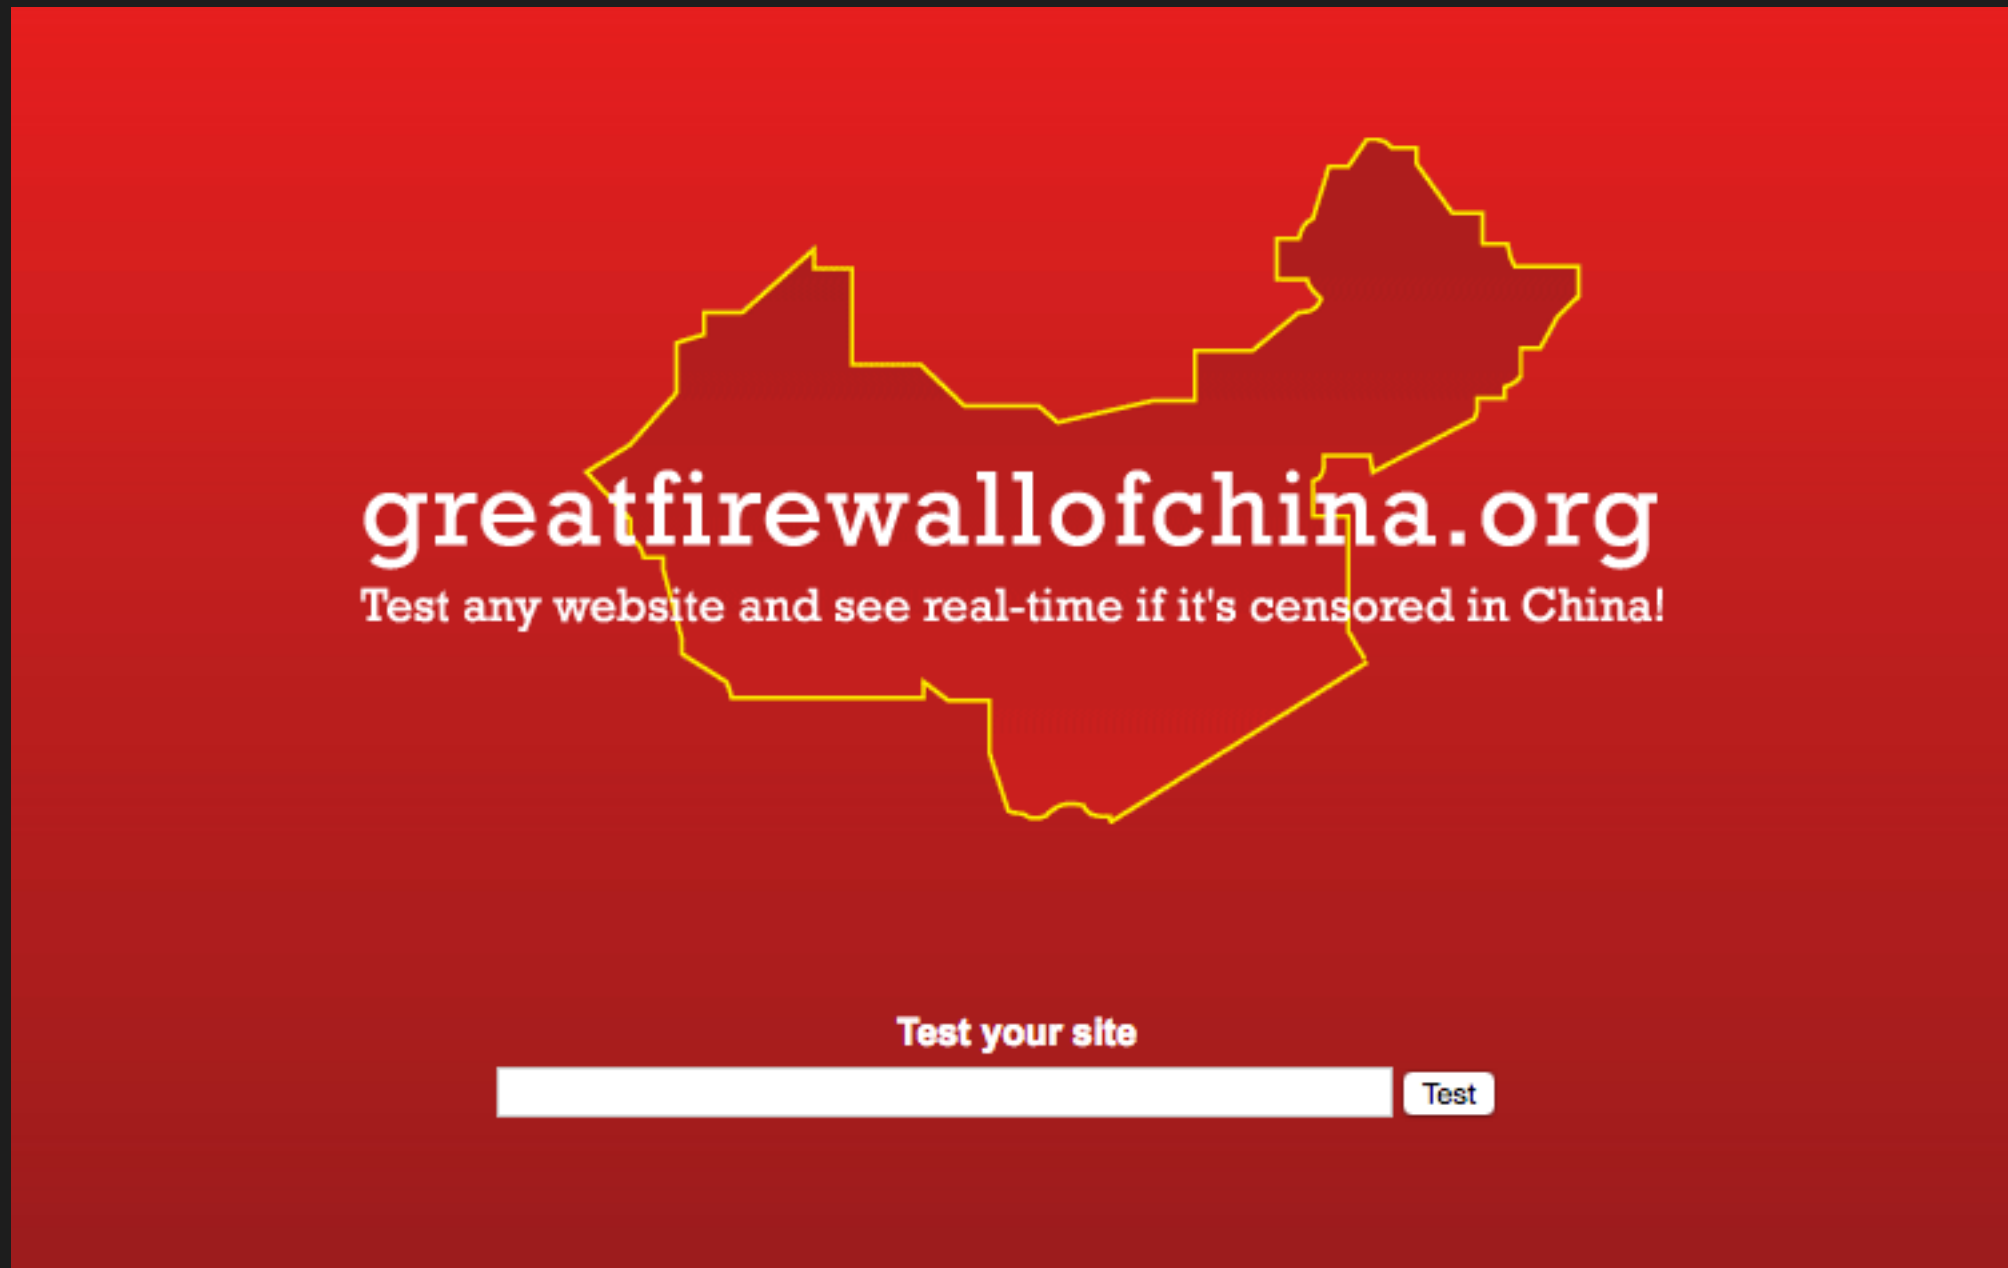 greatfirewallofchina.org
Test any website and see real-time if it's censored in China!
Test your site
Test